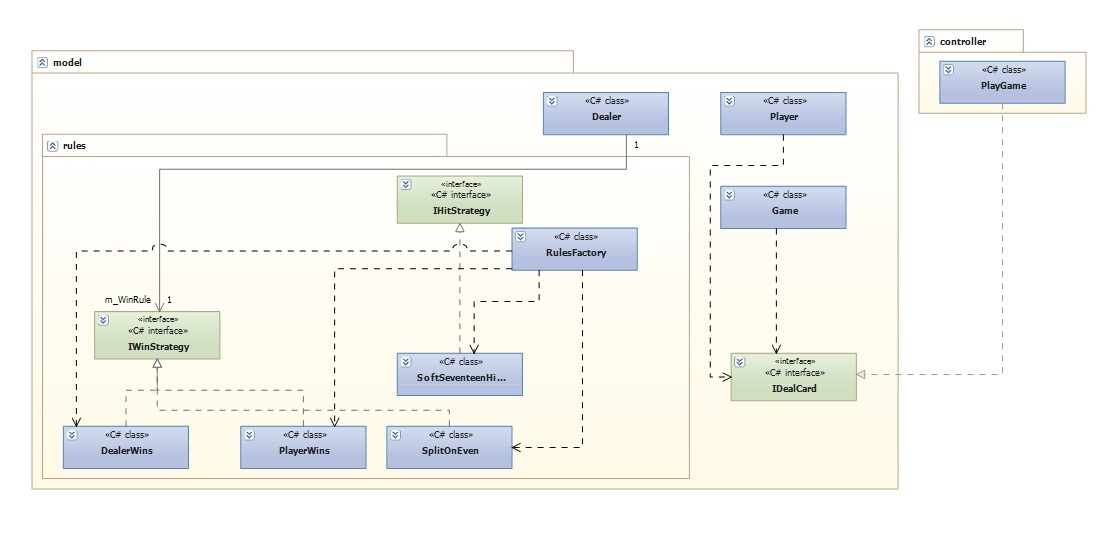 controller
«C# class»
PlayGame
model
«C# class»
Dealer
1
«C# class»
Player
rules
«interface»
«C# interface»
IHitStrategy
«C# class»
Game
«C# class»
RulesFactory
m_WinRule
1
«interface»
«C# interface»
IWinStrategy
«C# class»
SoftSeventeenHi...
«interface»
«C# interface»
IDealCard
«C# class»
DealerWins
«C# class»
PlayerWins
«C# class»
SplitOnEven